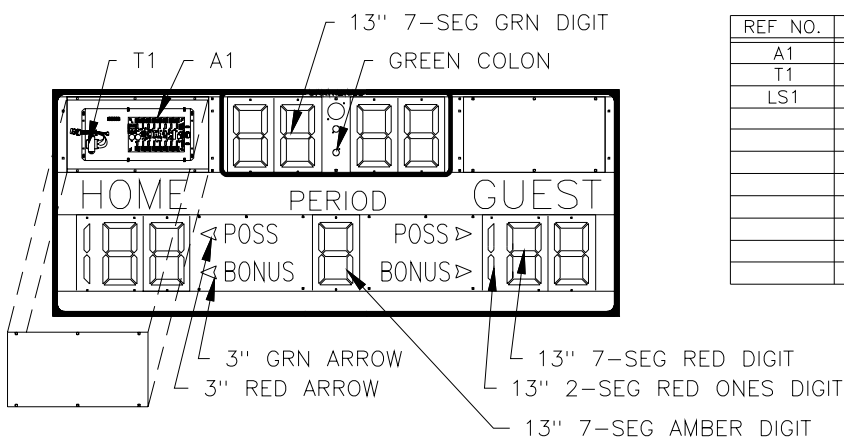 13" 7-SEG GRN DIGIT
T1
A1
GREEN COLON
HOME
PERIOD
GUEST
POSS
POSS
BONUS
BONUS
3" GRN ARROW
3" RED ARROW
13" 7-SEG RED DIGIT
13" 2-SEG RED ONES DIGIT
13" 7-SEG AMBER DIGIT
REF NO.
A1
T1
LS1